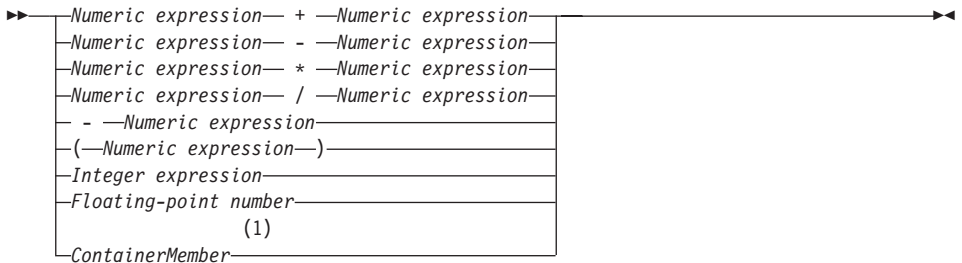 Numeric expression + Numeric expression
Numeric expression - Numeric expression
Numeric expression * Numeric expression
Numeric expression / Numeric expression
- Numeric expression
( Numeric expression )
Integer expression
Floating-point number
(1)
ContainerMember